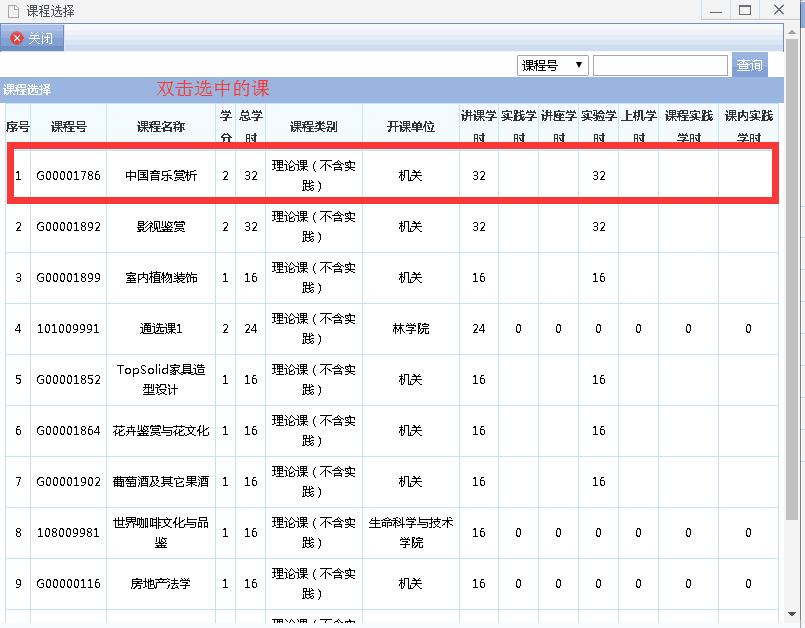 课程选择
关闭
课程号 查询
课程选择 双击选中的课
序号 课程号 课程名称 学分 总学时 课程类别 开课单位 讲课学时 实践学时 讲座学时 实验学时 上机学时 课程实践学时 课内实践学时
1 G00001786 中国音乐赏析 2 32 理论课（不含实践） 机关 32 32
2 G00001892 影视鉴赏 2 32 理论课（不含实践） 机关 32 32
3 G00001899 室内植物装饰 1 16 理论课（不含实践） 机关 16 16
4 101009991 通选课1 2 24 理论课（不含实践） 林学院 24 0 0 0 0 0 0
5 G00001852 TopSolid家具造型设计 1 16 理论课（不含实践） 机关 16 16
6 G00001864 花卉鉴赏与花文化 1 16 理论课（不含实践） 机关 16 16
7 G00001902 葡萄酒及其它果酒 1 16 理论课（不含实践） 机关 16 16
8 108009981 世界咖啡文化与品鉴 1 16 理论课（不含实践） 生命科学与技术学院 16 0 0 0 0 0 0
9 G00000116 房地产法学 1 16 理论课（不含实践） 机关 16 0 0 0 0 0 0
理论课（不含实